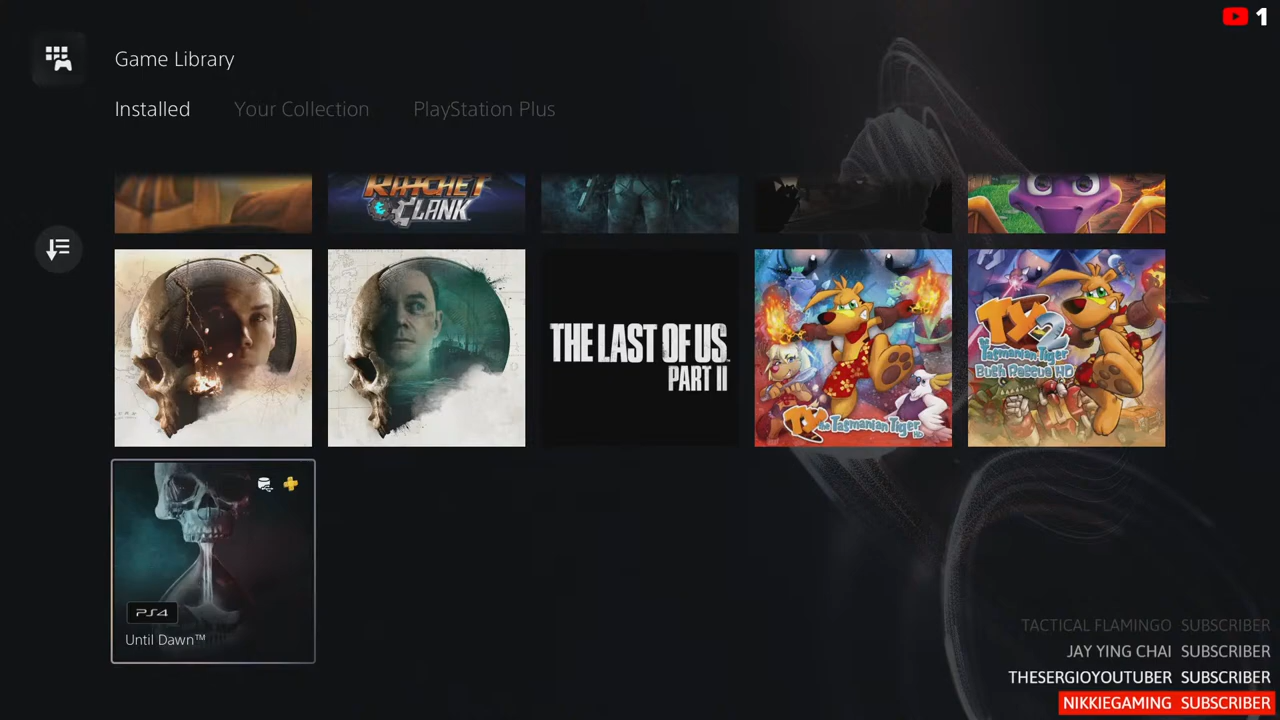 1
Game Library
Installed Your Collection PlayStation Plus
RATCHET
CLANK
THE LAST OF US
PART II
TY the Tasmanian Tiger HD
TY 2
the Tasmanian Tiger
Bush Rescue HD
PS4
Until Dawn™
TACTICAL FLAMINGO SUBSCRIBER
JAY YING CHAI SUBSCRIBER
THESERGIOYOUTUBER SUBSCRIBER
NIKKIEGAMING SUBSCRIBER